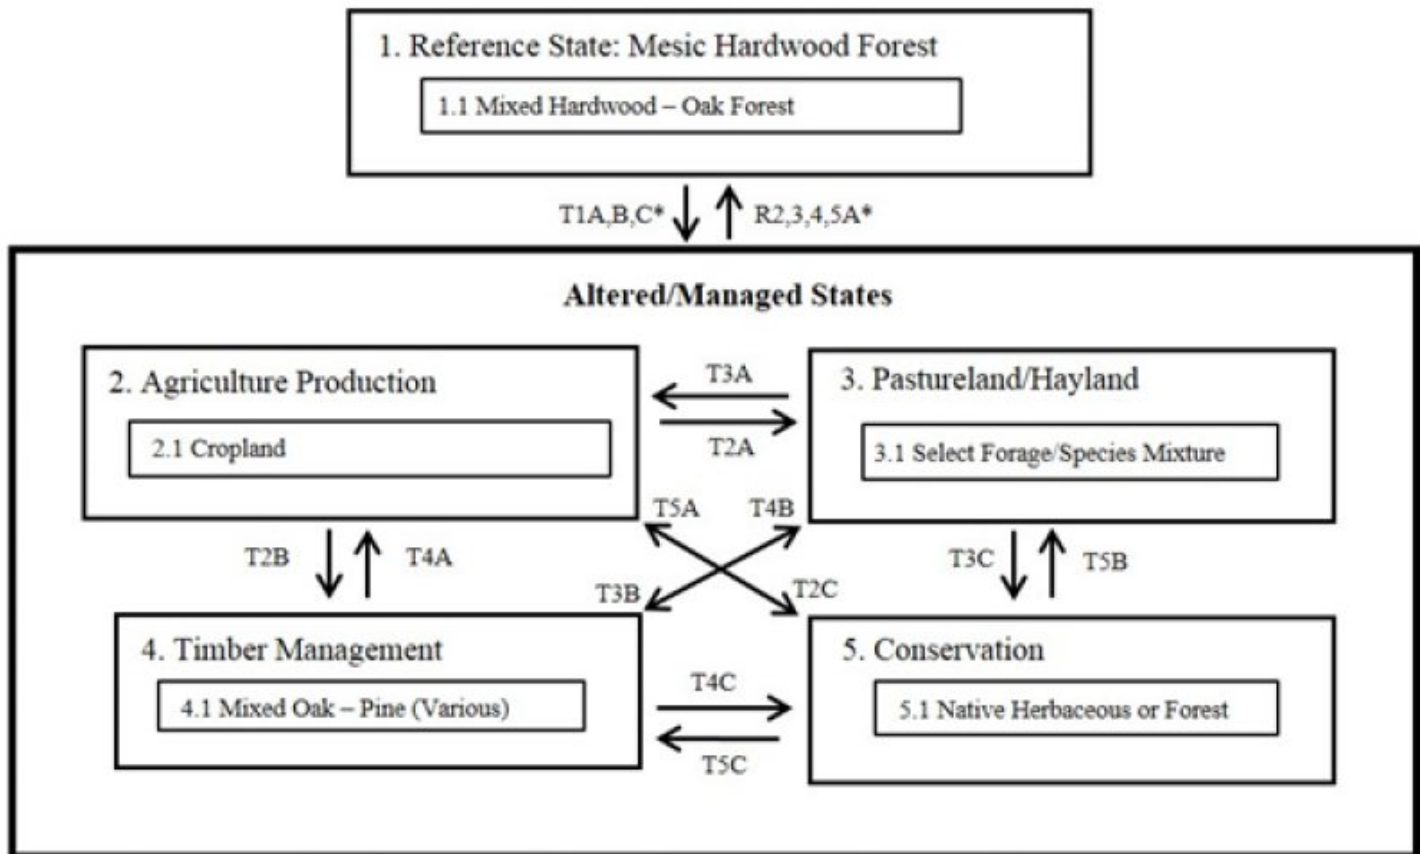 1. Reference State: Mesic Hardwood Forest
1.1 Mixed Hardwood – Oak Forest
T1A,B,C*
R2,3,4,5A*
Altered/Managed States
2. Agriculture Production
2.1 Cropland
T3A
T2A
3. Pastureland/Hayland
3.1 Select Forage/Species Mixture
T5A
T4B
T2B
T4A
T3B
T2C
T3C
T5B
4. Timber Management
4.1 Mixed Oak – Pine (Various)
T4C
T5C
5. Conservation
5.1 Native Herbaceous or Forest